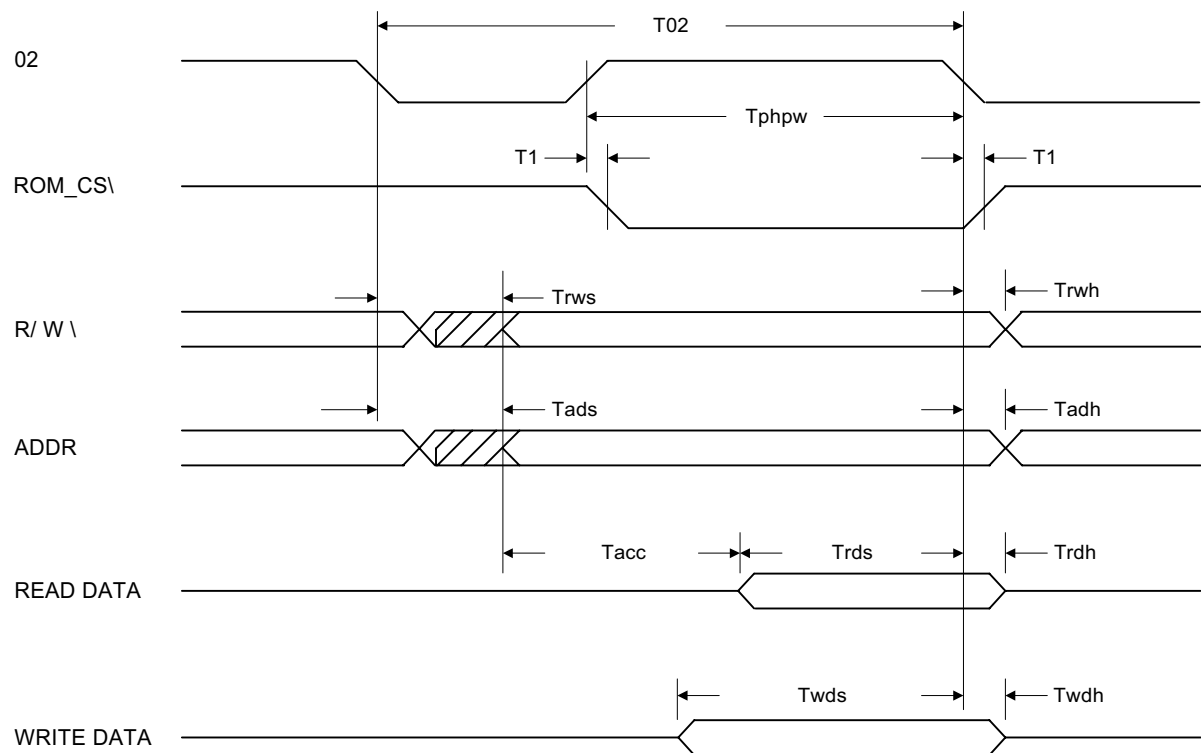 T02
02
Tphpw
T1
T1
ROM_CS\
Trws
Trwh
R/ W \
Tads
Tadh
ADDR
Tacc
Trds
Trdh
READ DATA
Twds
Twdh
WRITE DATA